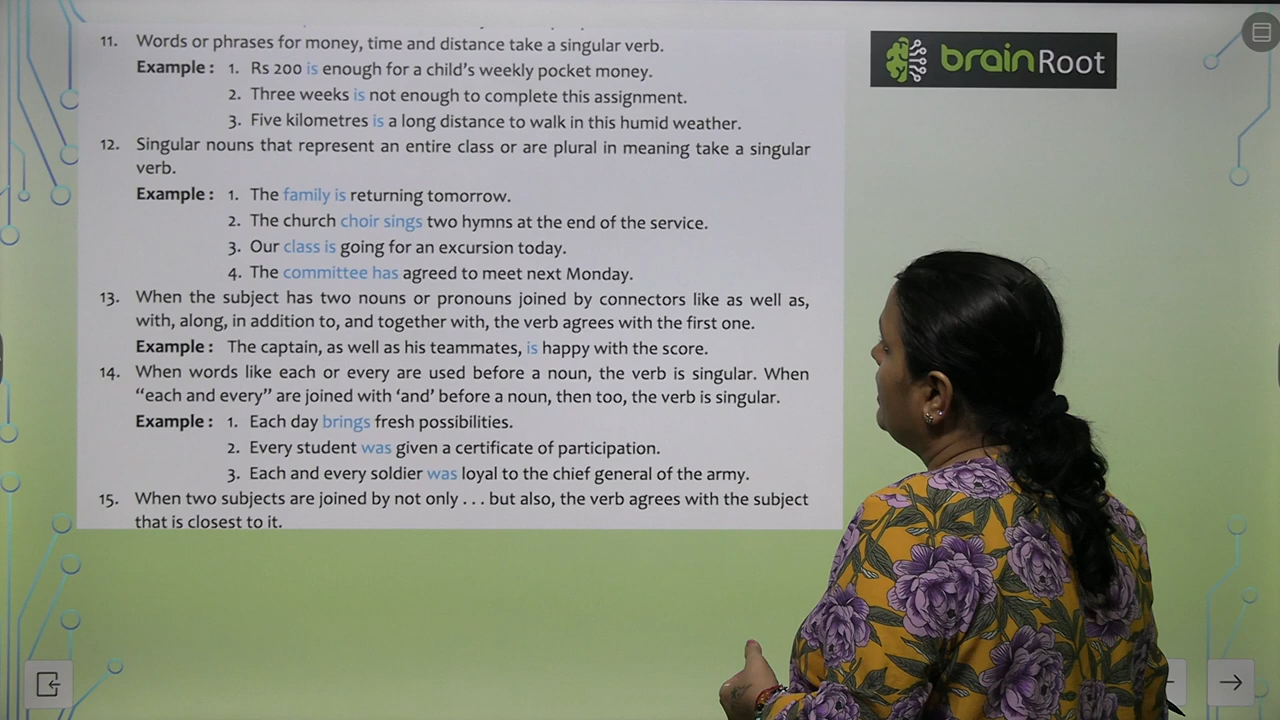 11. Words or phrases for money, time and distance take a singular verb.
Example : 1. Rs 200 is enough for a child's weekly pocket money.
2. Three weeks is not enough to complete this assignment.
3. Five kilometres is a long distance to walk in this humid weather.
12. Singular nouns that represent an entire class or are plural in meaning take a singular
verb.
Example : 1. The family is returning tomorrow.
2. The church choir sings two hymns at the end of the service.
3. Our class is going for an excursion today.
4. The committee has agreed to meet next Monday.
13. When the subject has two nouns or pronouns joined by connectors like as well as,
with, along, in addition to, and together with, the verb agrees with the first one.
Example : The captain, as well as his teammates, is happy with the score.
14. When words like each or every are used before a noun, the verb is singular. When
“each and every” are joined with ‘and’ before a noun, then too, the verb is singular.
Example : 1. Each day brings fresh possibilities.
2. Every student was given a certificate of participation.
3. Each and every soldier was loyal to the chief general of the army.
15. When two subjects are joined by not only . . . but also, the verb agrees with the subject
that is closest to it.
brainRoot